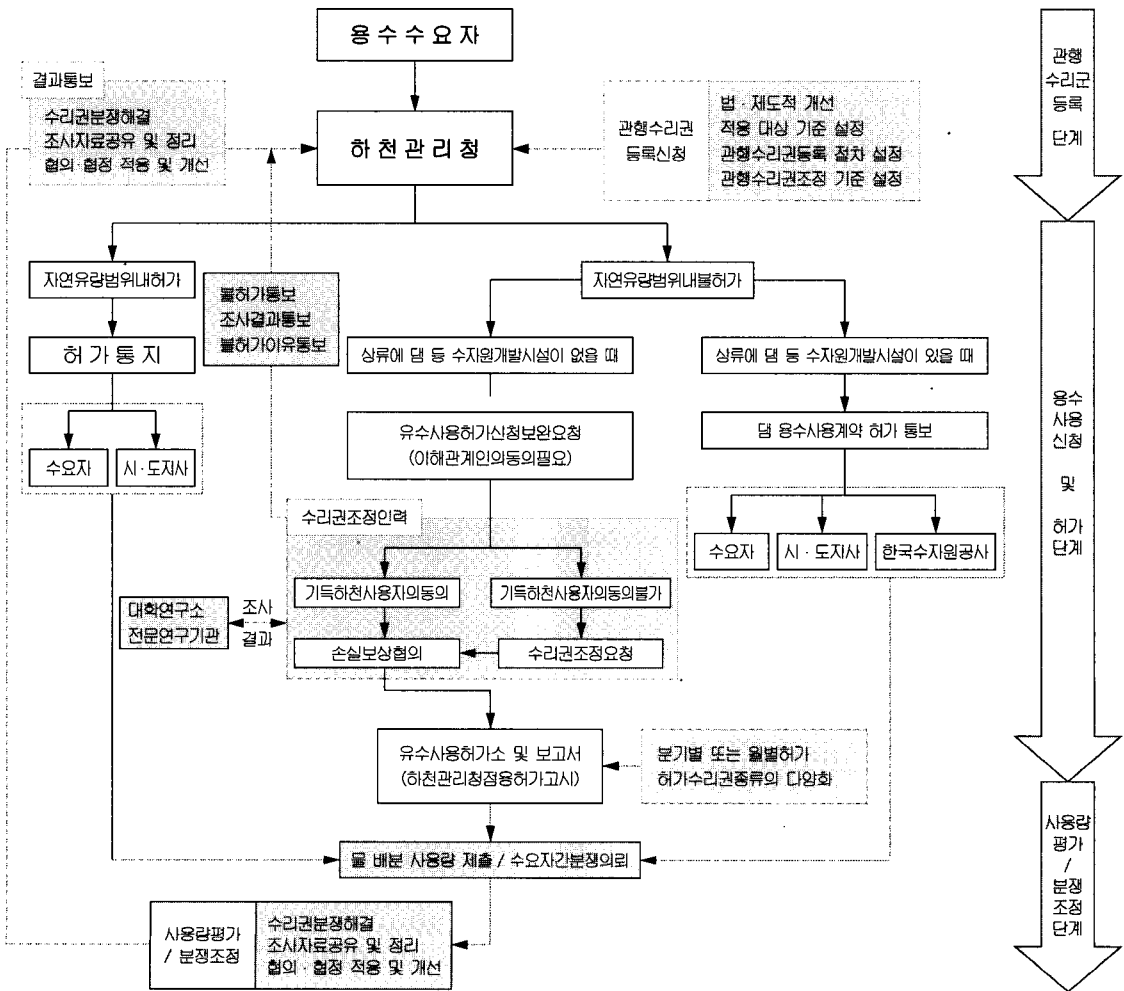 용수수요자
결과통보
수리권분쟁해결
조사자료공유 및 정리
협의·협정 적용 및 개선
하천관리청
관행수리권
등록신청
법·제도적 개선
적용 대상 기준 설정
관행수리권등록 절차 설정
관행수리권조정 기준 설정
관행
수리군
등록
단계
자연유량범위내허가
불허가통보
조사결과통보
불허가이유통보
자연유량범위내불허가
허가통지
상류에 댐 등 수자원개발시설이 없을 때
상류에 댐 등 수자원개발시설이 있을 때
수요자
시·도지사
유수사용허가신청보완요청
(이해관계인의동의필요)
댐 용수사용계약 허가 통보
용수
사용
신청
및
허가
단계
수리권조정인력
수요자
시·도지사
한국수자원공사
기득하천사용자의동의
기득하천사용자의동의불가
대학연구소
전문연구기관
조사
결과
손실보상협의
수리권조정요청
유수사용허가소 및 보고서
(하천관리청점용허가고시)
분기별 또는 월별허가
허가수리권종류의 다양화
물 배분 사용량 제출 / 수요자간분쟁의뢰
사용량
평가
/
분쟁
조정
단계
사용량평가
/ 분쟁조정
수리권분쟁해결
조사자료공유 및 정리
협의·협정 적용 및 개선